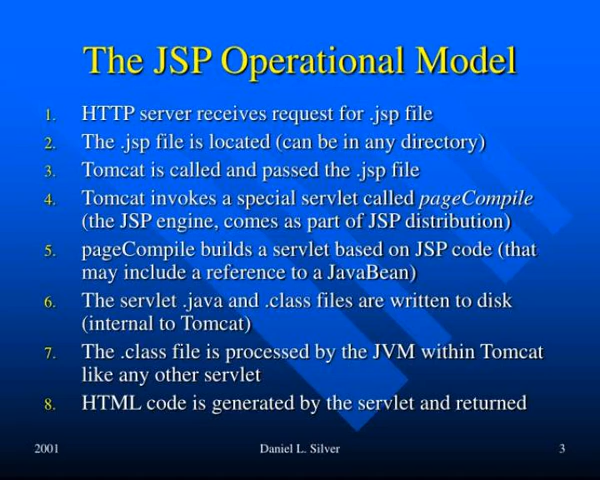 The JSP Operational Model
1. HTTP server receives request for .jsp file
2. The .jsp file is located (can be in any directory)
3. Tomcat is called and passed the .jsp file
4. Tomcat invokes a special servlet called pageCompile
(the JSP engine, comes as part of JSP distribution)
5. pageCompile builds a servlet based on JSP code (that
may include a reference to a JavaBean)
6. The servlet .java and .class files are written to disk
(internal to Tomcat)
7. The .class file is processed by the JVM within Tomcat
like any other servlet
8. HTML code is generated by the servlet and returned
2001 Daniel L. Silver 3